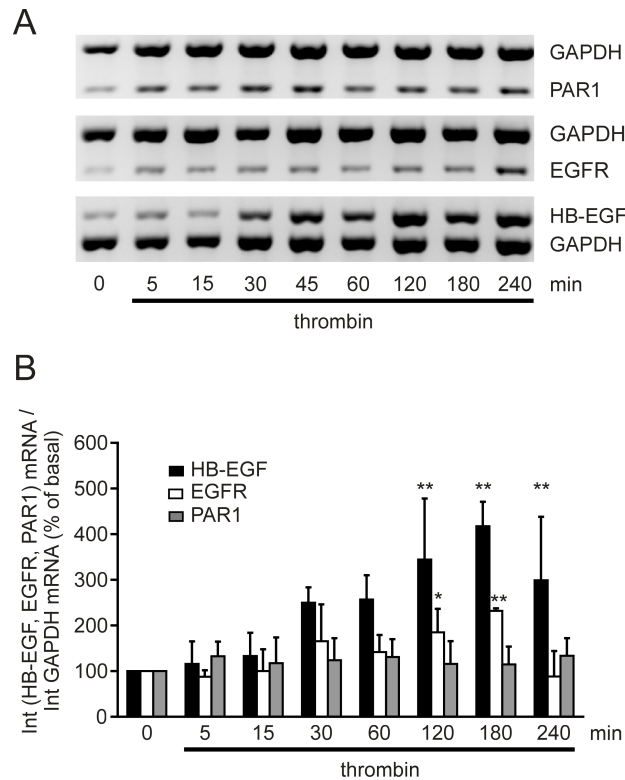 A
GAPDH
PAR1
GAPDH
EGFR
HB-EGF
GAPDH
0 5 15 30 45 60 120 180 240 min
thrombin
B
Int (HB-EGF, EGFR, PAR1) mRNA /
Int GAPDH mRNA (% of basal)
600
500
400
300
200
100
0
HB-EGF
EGFR
PAR1
** ** **
* **
0 5 15 30 60 120 180 240 min
thrombin